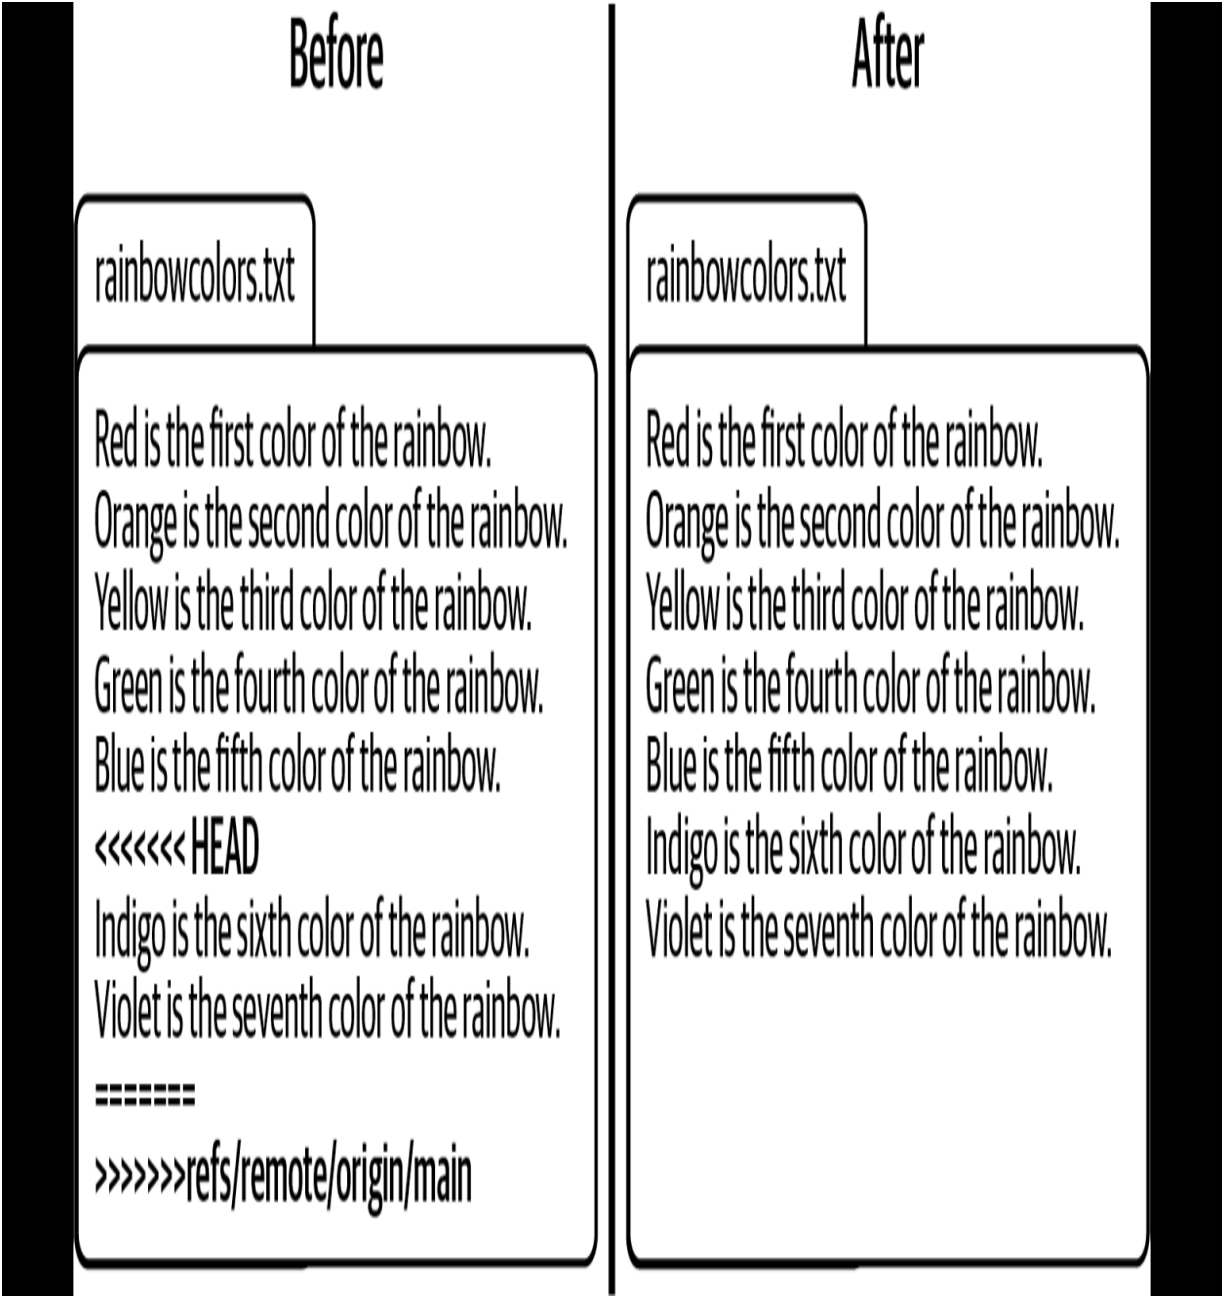 Before
rainbowcolors.txt
Red is the first color of the rainbow.
Orange is the second color of the rainbow.
Yellow is the third color of the rainbow.
Green is the fourth color of the rainbow.
Blue is the fifth color of the rainbow.
<<<<<<< HEAD
Indigo is the sixth color of the rainbow.
Violet is the seventh color of the rainbow.
=======
>>>>>>>refs/remote/origin/main
After
rainbowcolors.txt
Red is the first color of the rainbow.
Orange is the second color of the rainbow.
Yellow is the third color of the rainbow.
Green is the fourth color of the rainbow.
Blue is the fifth color of the rainbow.
Indigo is the sixth color of the rainbow.
Violet is the seventh color of the rainbow.